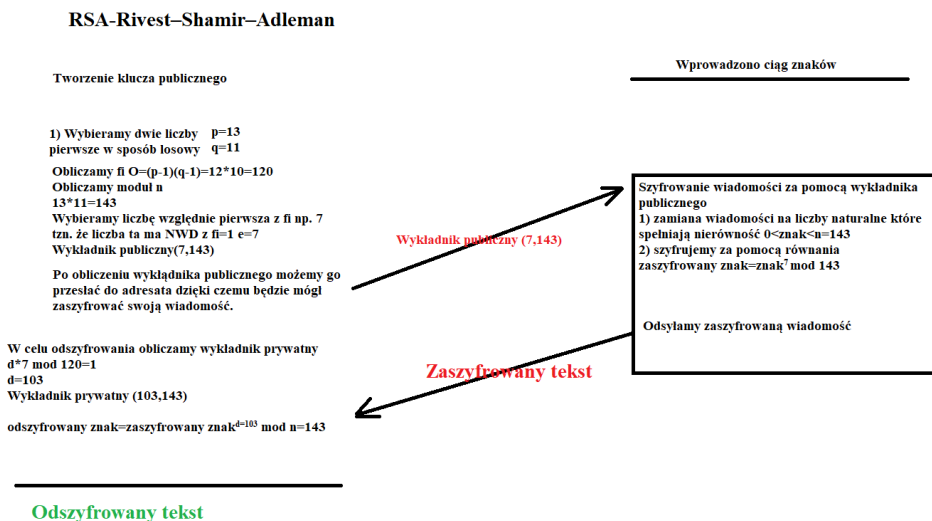 RSA-Rivest–Shamir–Adleman
Tworzenie klucza publicznego
1) Wybieramy dwie liczby p=13
pierwsze w sposób losowy q=11
Obliczamy fi O=(p-1)(q-1)=12*10=120
Obliczamy moduł n
13*11=143
Wybieramy liczbę względnie pierwsza z fi np. 7
tzn. że liczba ta ma NWD z fi=1 e=7
Wykładnik publiczny(7,143)
Po obliczeniu wykłądnika publicznego możemy go
przesłać do adresata dzięki czemu będzie mógł
zaszyfrować swoją wiadomość.
Wykładnik publiczny (7,143)
Wprowadzono ciąg znaków
Szyfrowanie wiadomości za pomocą wykładnika
publicznego
1) zamiana wiadomości na liczby naturalne które
spełniają nierówność 0<znak<n=143
2) szyfrujemy za pomocą równania
zaszyfrowany znak=znak⁷ mod 143
Odsyłamy zaszyfrowaną wiadomość
Zaszyfrowany tekst
W celu odszyfrowania obliczamy wykładnik prywatny
d*7 mod 120=1
d=103
Wykładnik prywatny (103,143)
odszyfrowany znak=zaszyfrowany znak^d=103 mod n=143
Odszyfrowany tekst